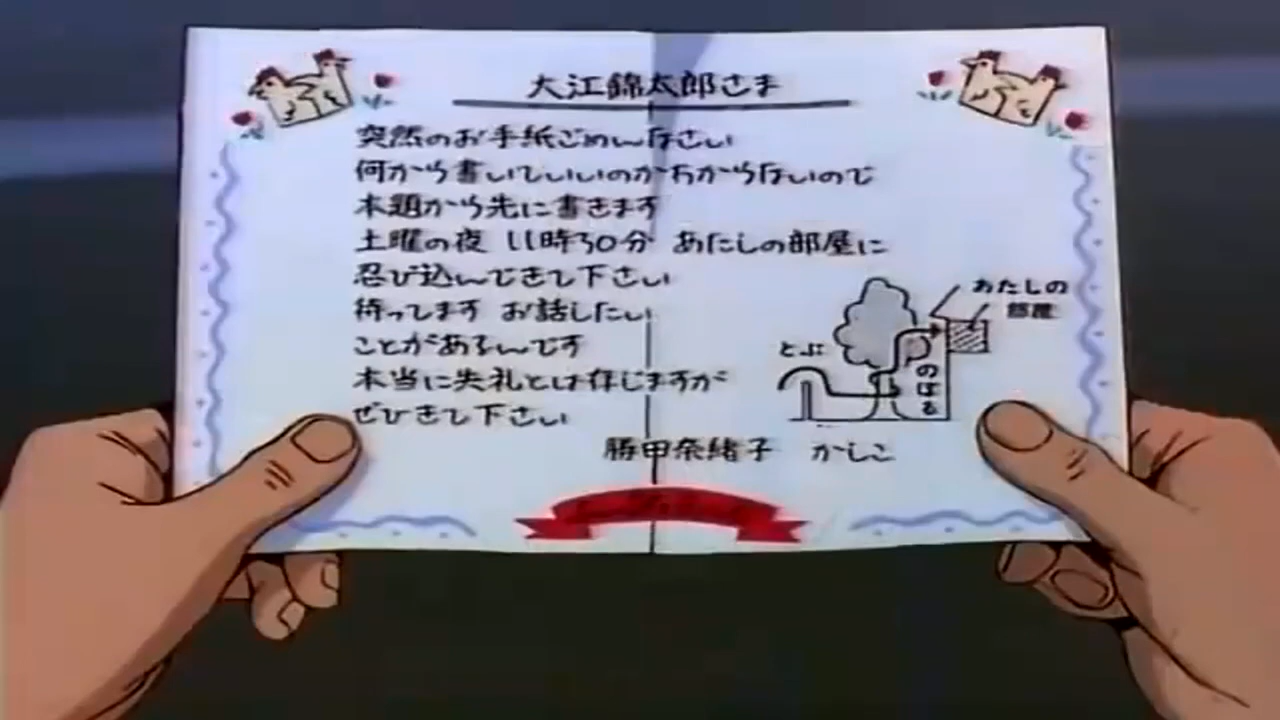 大江錦太郎さま
突然のお手紙ごめんなさい
何から書いていいのかわからないので
本題から先に書きます
土曜の夜 11時30分 あたしの部屋に
忍び込んできて下さい
待ってます お話したい
ことがあるんです
本当に失礼とは存じますが
ぜひきて下さい
勝田奈緒子 かしこ
あたしの
部屋
とぶ
のぼる